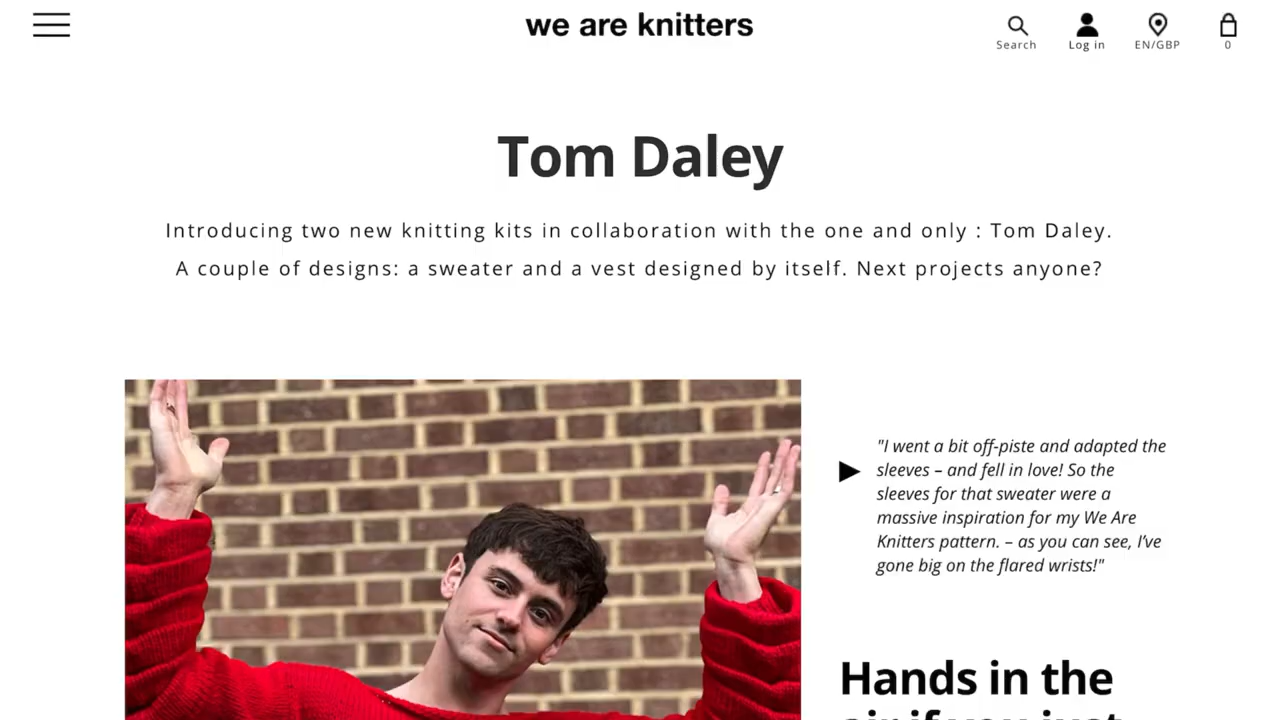 we are knitters
Search
Log in
EN/GBP
0
Tom Daley
Introducing two new knitting kits in collaboration with the one and only : Tom Daley.
A couple of designs: a sweater and a vest designed by itself. Next projects anyone?
"I went a bit off-piste and adapted the
sleeves – and fell in love! So the
sleeves for that sweater were a
massive inspiration for my We Are
Knitters pattern. – as you can see, I've
gone big on the flared wrists!"
Hands in the
air if you just